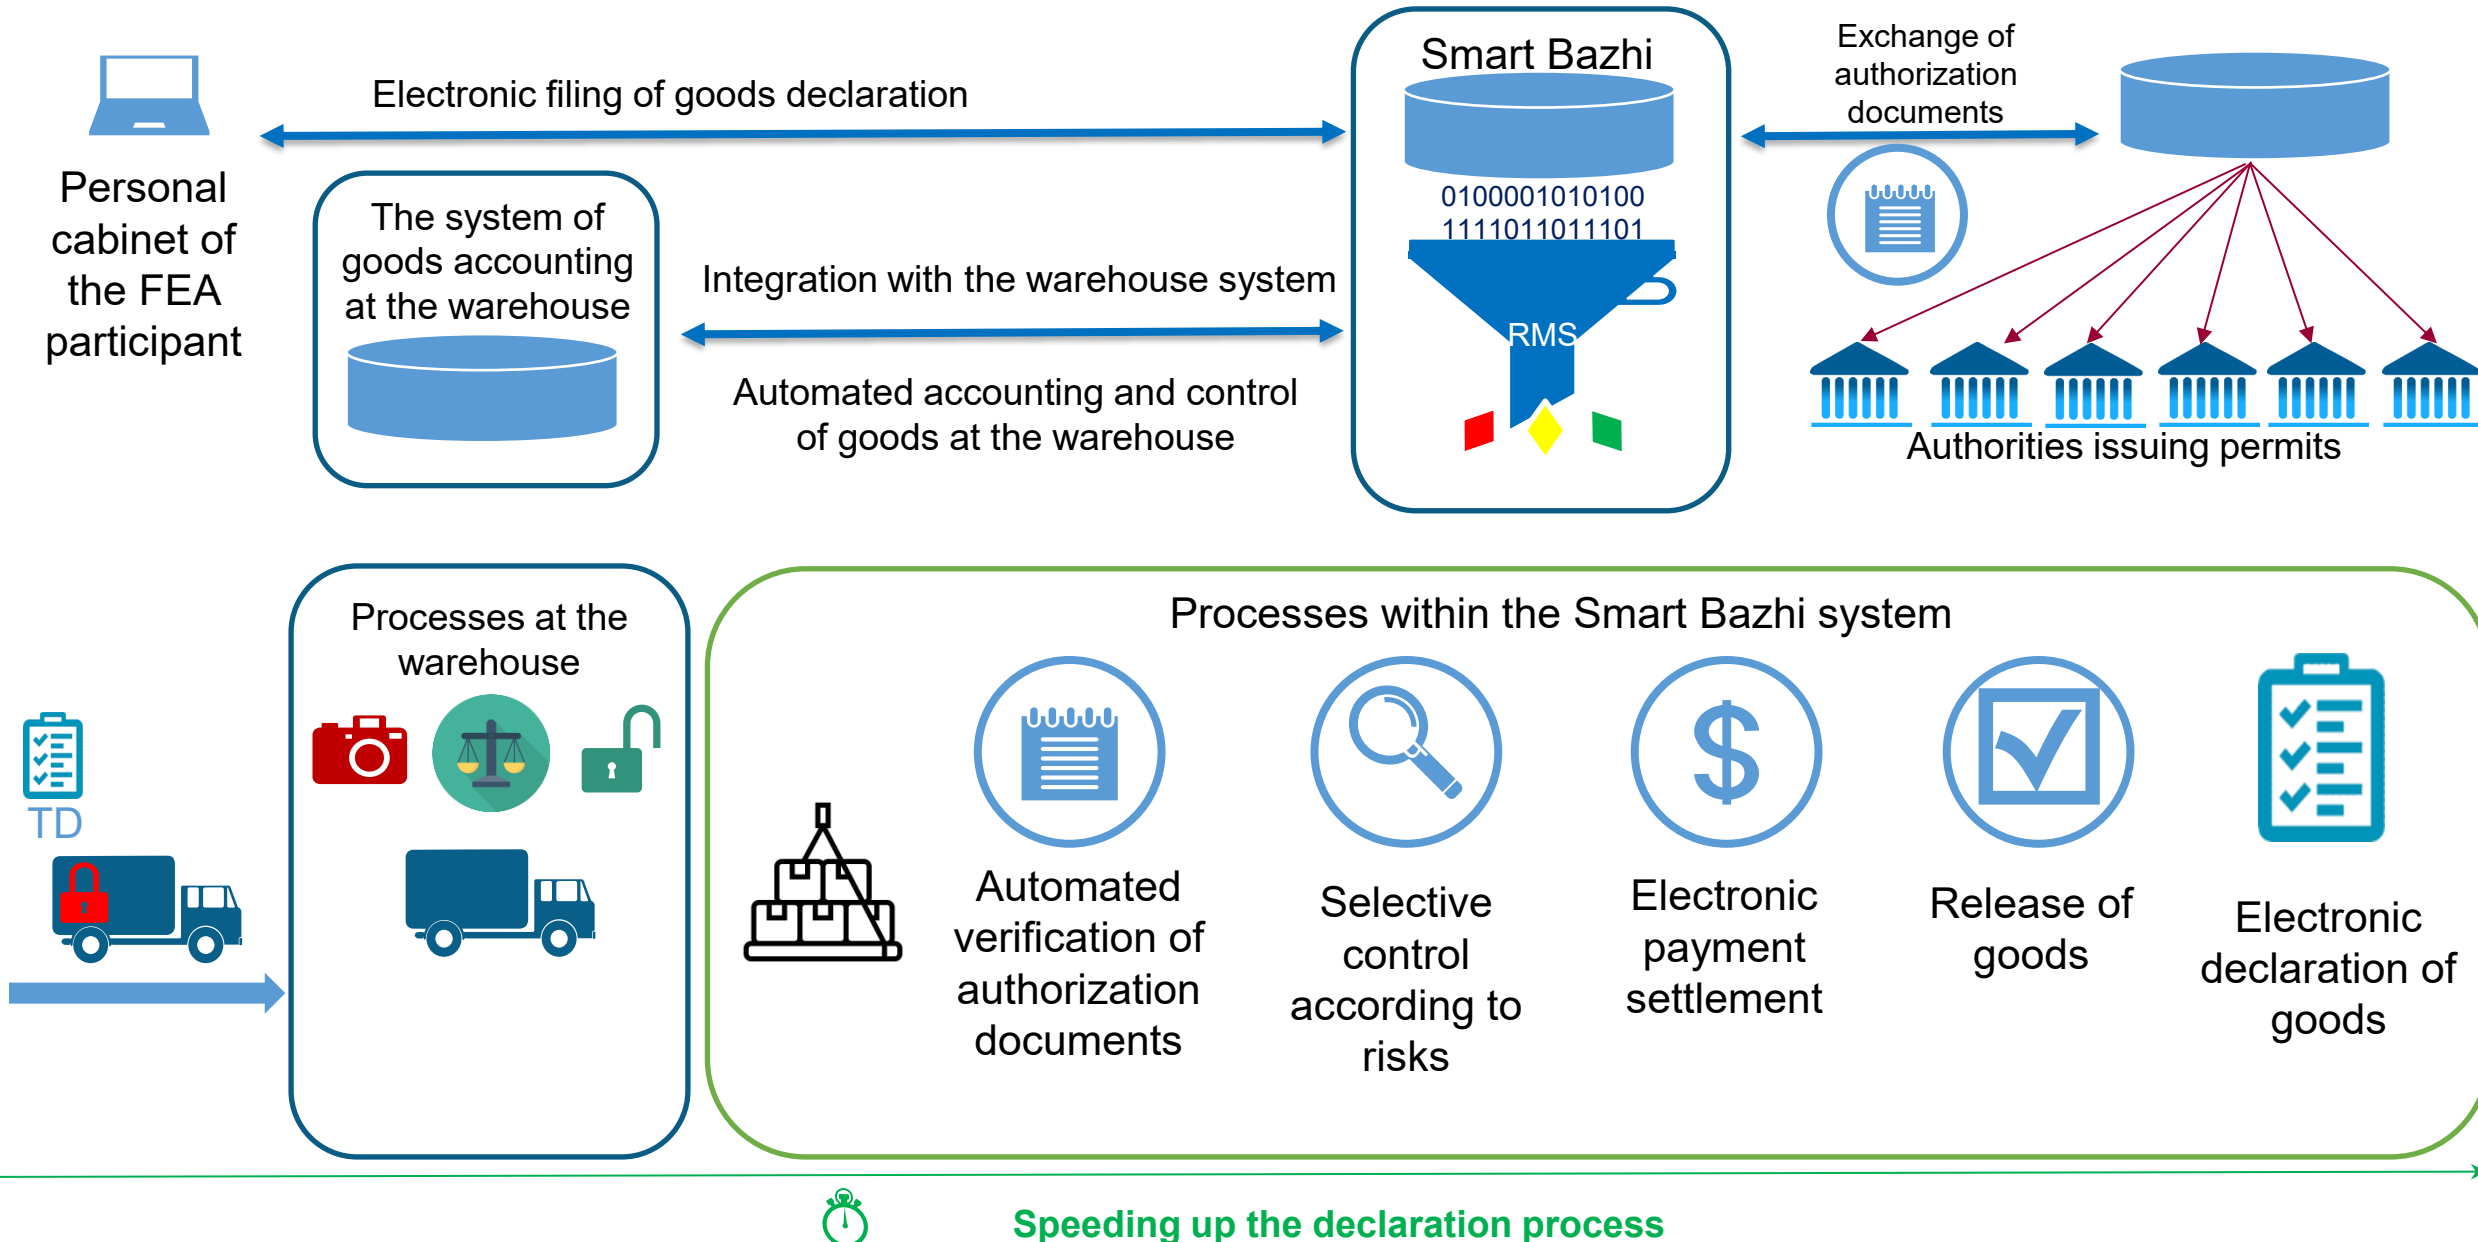 Smart Bazhi
Exchange of
authorization
documents
Electronic filing of goods declaration
Personal
cabinet of
the FEA
participant
The system of
goods accounting
at the warehouse
0100001010100
1111011011101
Integration with the warehouse system
RMS
Automated accounting and control
of goods at the warehouse
Authorities issuing permits
Processes at the
warehouse
TD
Processes within the Smart Bazhi system
Automated
verification of
authorization
documents
Selective
control
according to
risks
Electronic
payment
settlement
Release of
goods
Electronic
declaration of
goods
Speeding up the declaration process